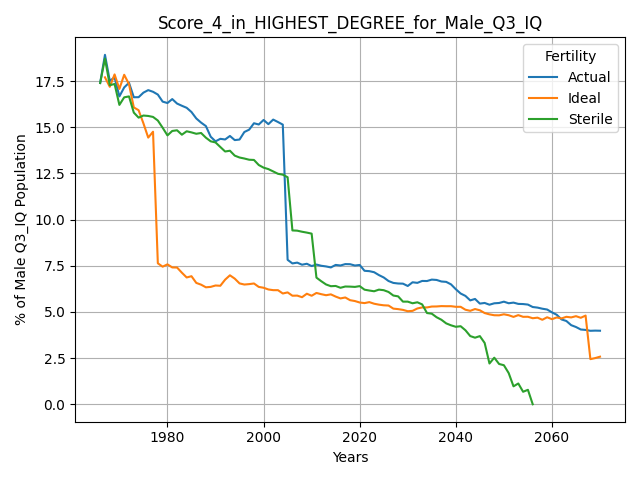 Score_4_in_HIGHEST_DEGREE_for_Male_Q3_IQ
Fertility
Actual
Ideal
Sterile
% of Male Q3_IQ Population
17.5
15.0
12.5
10.0
7.5
5.0
2.5
0.0
1980
2000
2020
2040
2060
Years